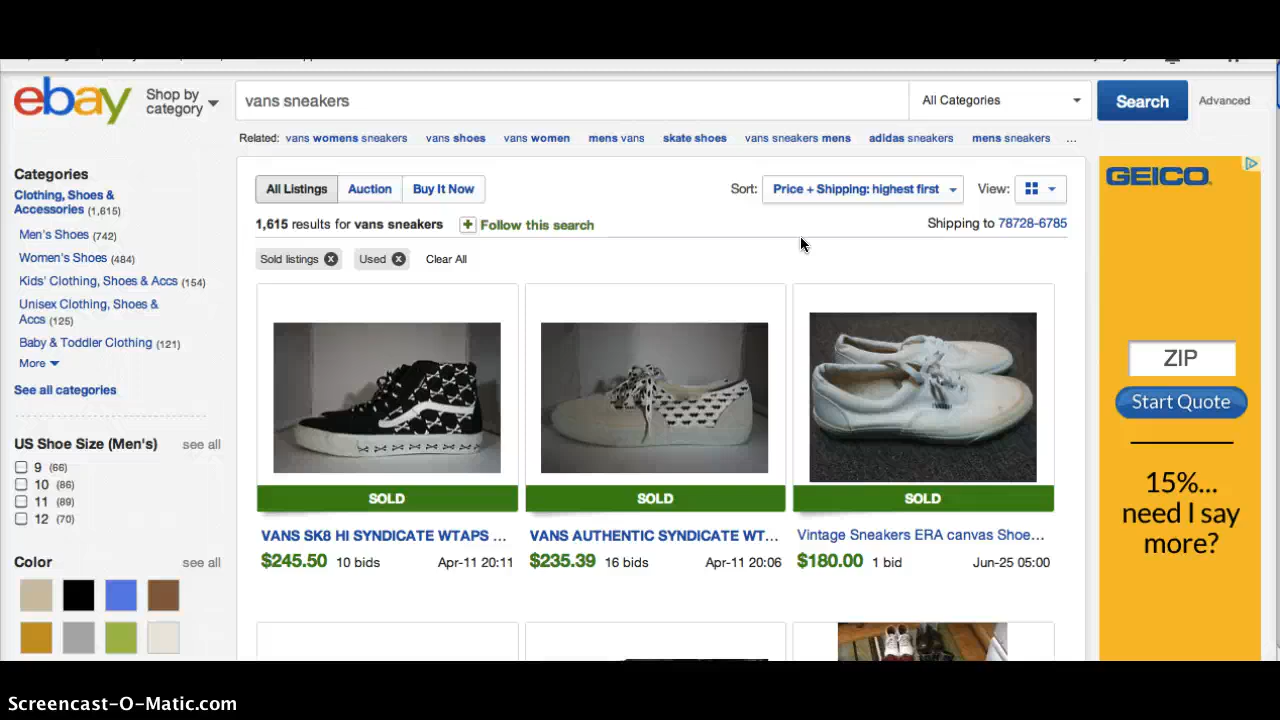 ebay
Shop by
category
vans sneakers
All Categories
Search
Advanced
Related: vans womens sneakers vans shoes vans women mens vans skate shoes vans sneakers mens adidas sneakers mens sneakers ...
Categories
Clothing, Shoes &
Accessories (1,615)
Men's Shoes (742)
Women's Shoes (484)
Kids' Clothing, Shoes & Accs (154)
Unisex Clothing, Shoes &
Accs (125)
Baby & Toddler Clothing (121)
More
See all categories
US Shoe Size (Men's) see all
9 (66)
10 (86)
11 (89)
12 (70)
Color see all
All Listings Auction Buy It Now
Sort: Price + Shipping: highest first View:
1,615 results for vans sneakers + Follow this search
Shipping to 78728-6785
Sold listings Used Clear All
SOLD
VANS SK8 HI SYNDICATE WTAPS ...
$245.50 10 bids Apr-11 20:11
SOLD
VANS AUTHENTIC SYNDICATE WT...
$235.39 16 bids Apr-11 20:06
SOLD
Vintage Sneakers ERA canvas Shoe...
$180.00 1 bid Jun-25 05:00
GEICO
ZIP
Start Quote
15%...
need I say
more?
Screencast-O-Matic.com